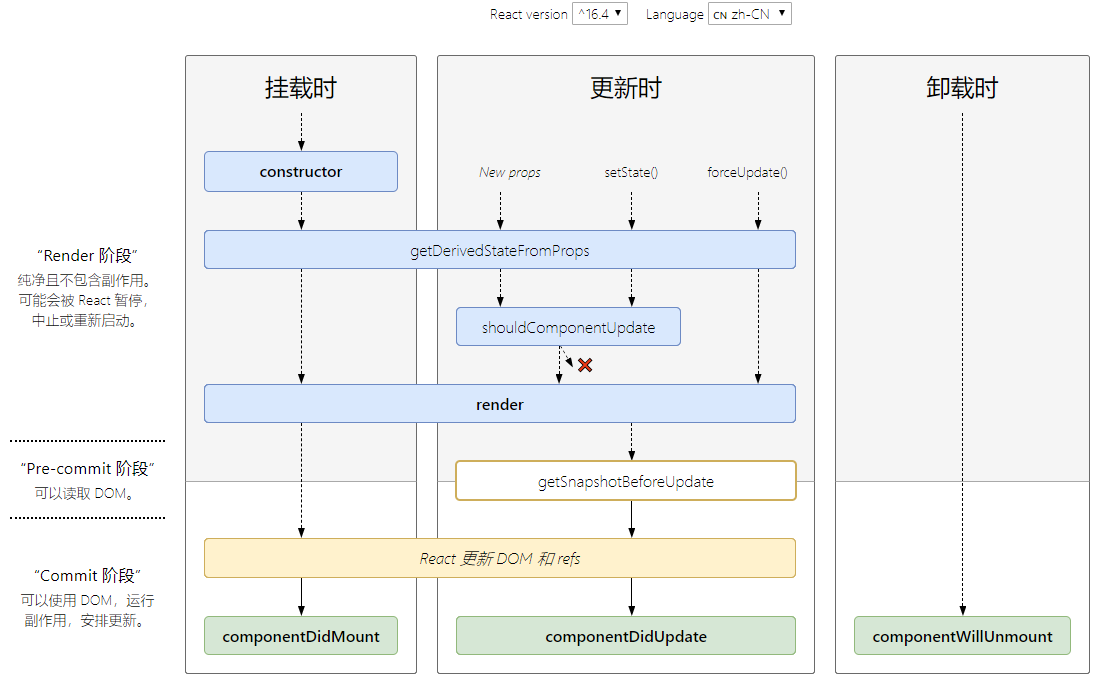 React version ^16.4 ▼ Language CN zh-CN ▼
挂载时
更新时
卸载时
constructor
New props
setState()
forceUpdate()
getDerivedStateFromProps
“Render 阶段”
纯净且不包含副作用。
可能会被 React 暂停，
中止或重新启动。
shouldComponentUpdate
render
“Pre-commit 阶段”
可以读取 DOM。
getSnapshotBeforeUpdate
React 更新 DOM 和 refs
“Commit 阶段”
可以使用 DOM，运行
副作用，安排更新。
componentDidMount
componentDidUpdate
componentWillUnmount